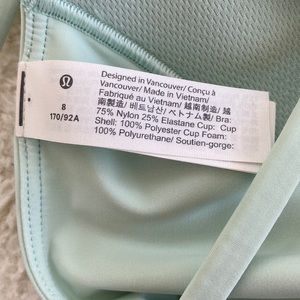 8
170/92A
Designed in Vancouver/ Conçu à
Vancouver/ Made in Vietnam/
Fabriqué au Vietnam/ 越南制造/ 越
南製造/ 베트남산/ ベトナム製/ Bra:
75% Nylon 25% Elastane Cup: Cup
Shell: 100% Polyester Cup Foam:
100% Polyurethane/ Soutien-gorge: